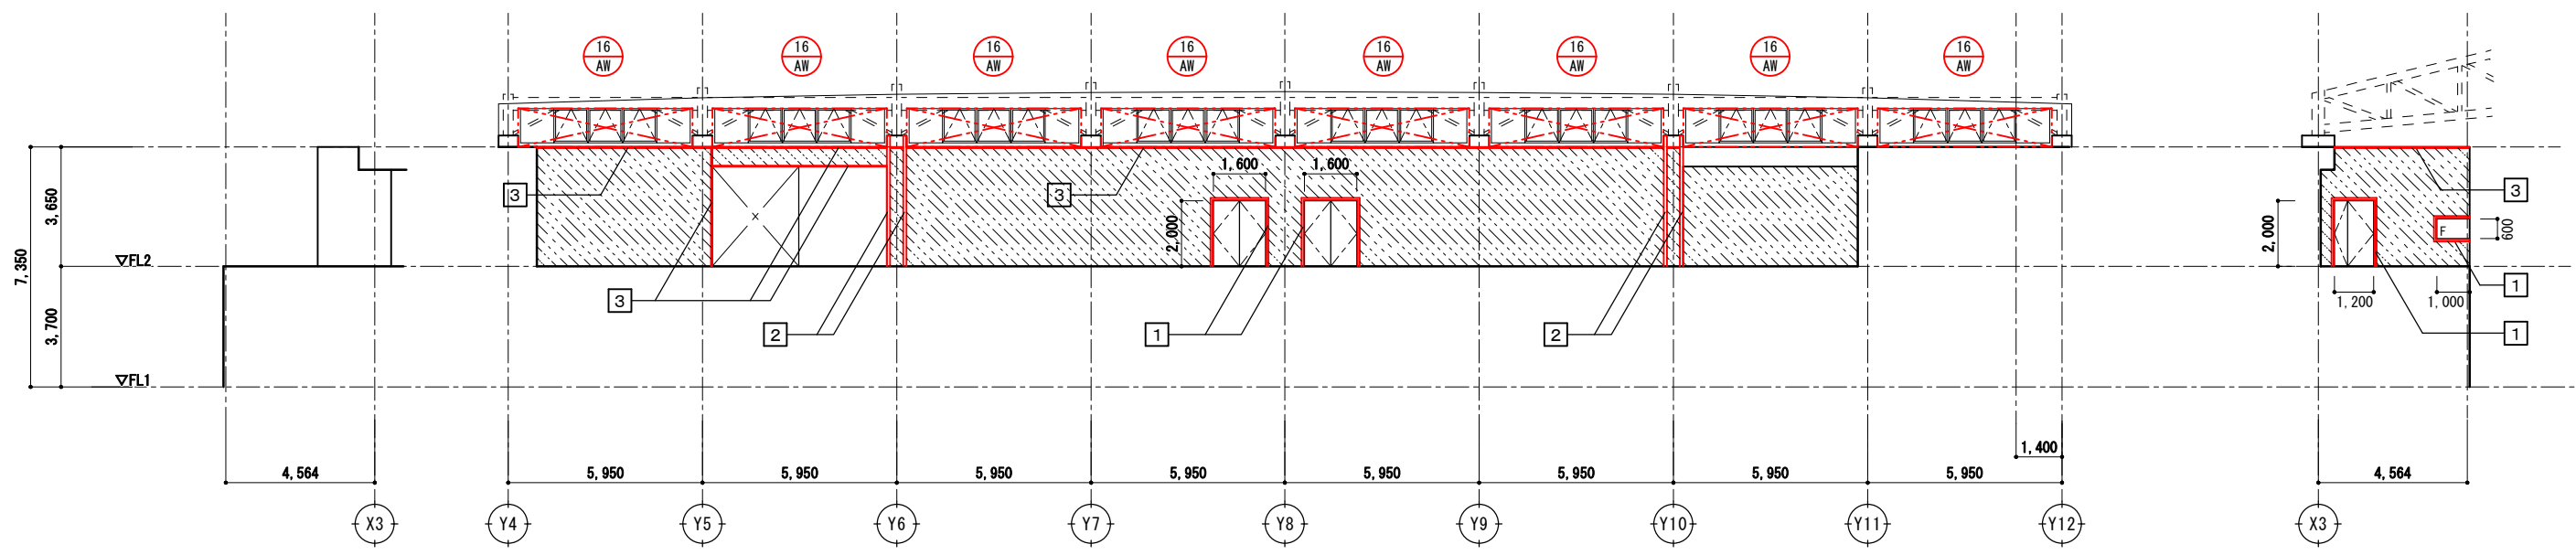 16 16 16 16 16 16 16 16
AW AW AW AW AW AW AW AW
1,600 1,600
3 3 3
3,650 2,000 2,000 F 600
7,350
▽FL2
1,200 1,000 1
3
3,700 2 1 2 1
▽FL1
1,400
4,564 5,950 5,950 5,950 5,950 5,950 5,950 5,950 5,950 4,564
X3 Y4 Y5 Y6 Y7 Y8 Y9 Y10 Y11 Y12 X3